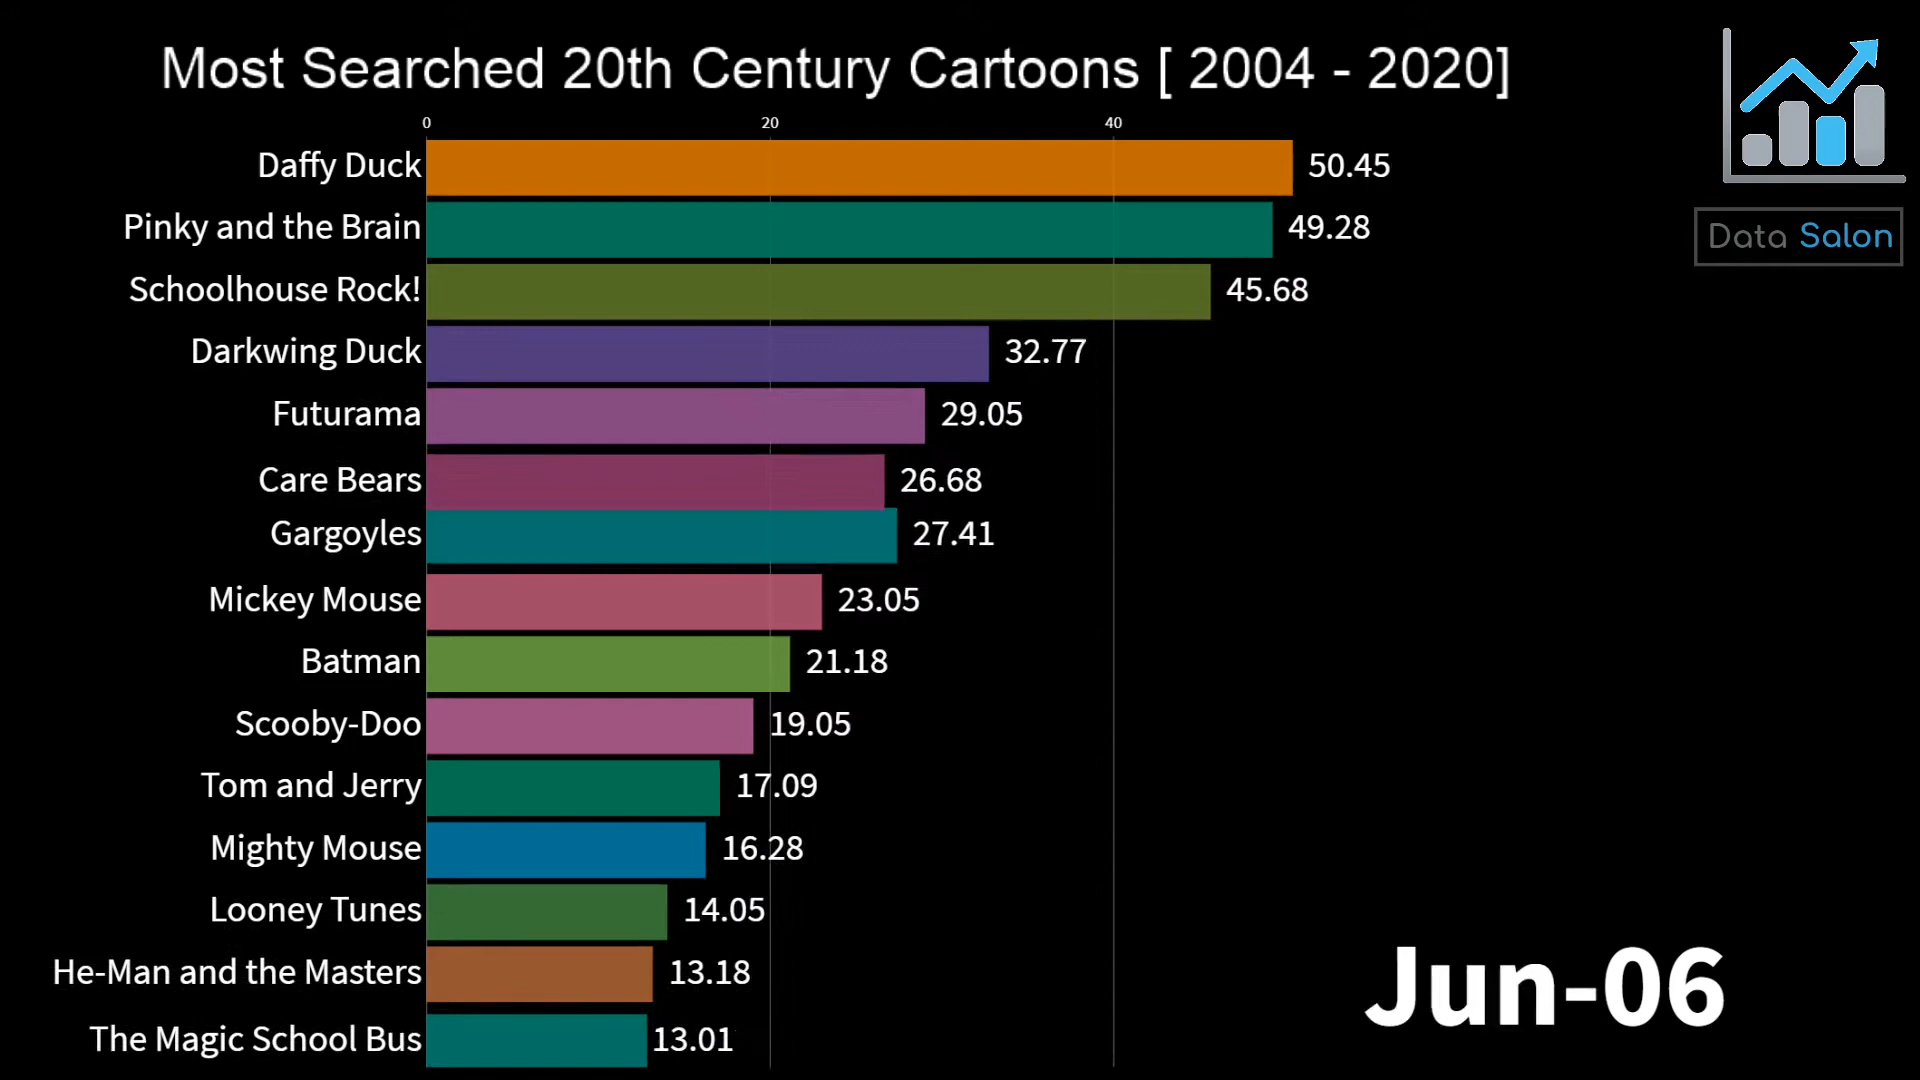 Most Searched 20th Century Cartoons [ 2004 - 2020]
0 20 40
Daffy Duck 50.45
Pinky and the Brain 49.28
Schoolhouse Rock! 45.68
Darkwing Duck 32.77
Futurama 29.05
Care Bears 26.68
Gargoyles 27.41
Mickey Mouse 23.05
Batman 21.18
Scooby-Doo 19.05
Tom and Jerry 17.09
Mighty Mouse 16.28
Looney Tunes 14.05
He-Man and the Masters 13.18
The Magic School Bus 13.01
Data Salon
Jun-06